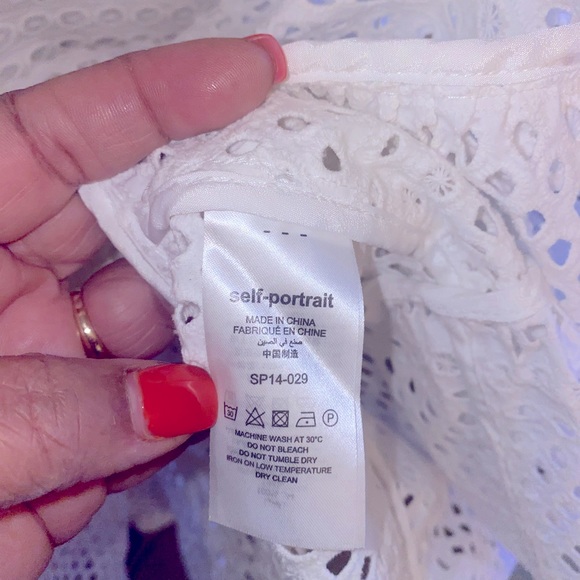 self-portrait
MADE IN CHINA
FABRIQUÉ EN CHINE
صنع في الصين
中国制造
SP14-029
30
P
MACHINE WASH AT 30°C
DO NOT BLEACH
DO NOT TUMBLE DRY
IRON ON LOW TEMPERATURE
DRY CLEAN